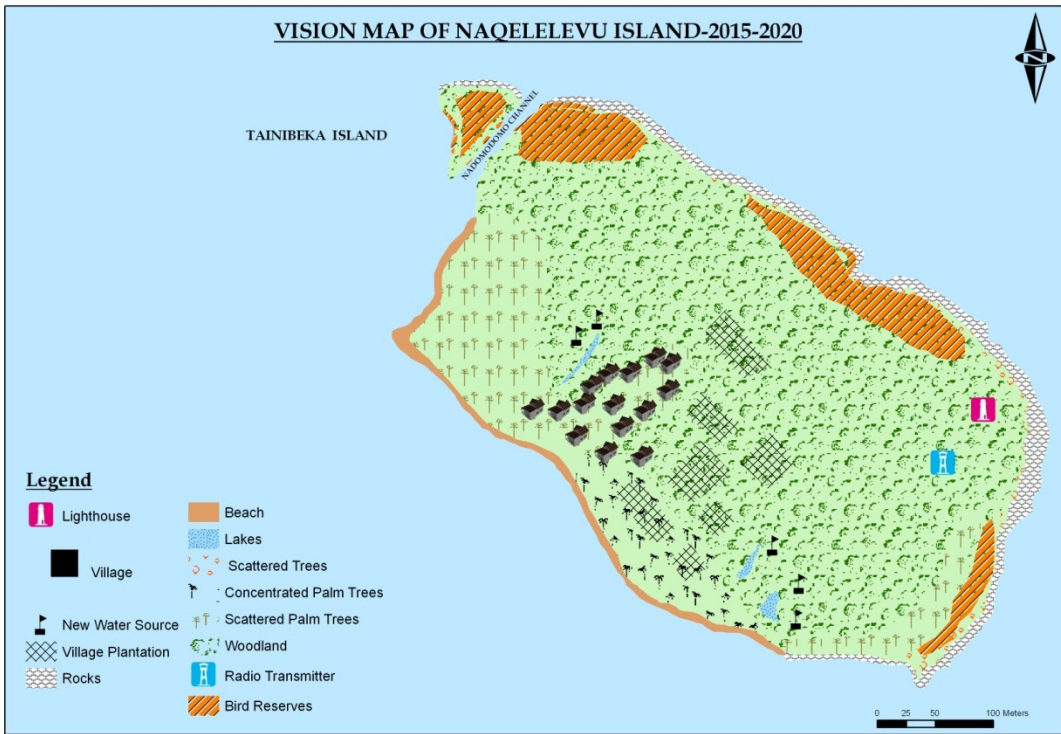 VISION MAP OF NAQELELEVU ISLAND-2015-2020
N
TAINIBEKA ISLAND
NADOMODOMO CHANNEL
Legend
Lighthouse
Village
New Water Source
Village Plantation
Rocks
Beach
Lakes
Scattered Trees
Concentrated Palm Trees
Scattered Palm Trees
Woodland
Radio Transmitter
Bird Reserves
0 25 50 100 Meters